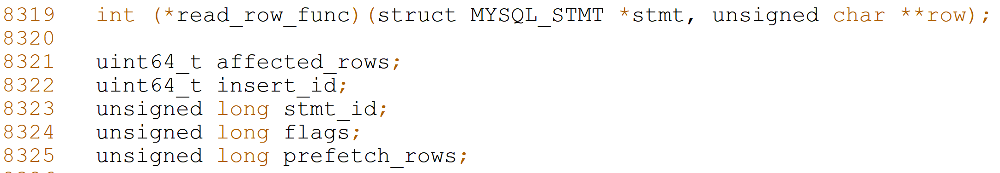 8319 int (*read_row_func)(struct MYSQL_STMT *stmt, unsigned char **row);
8320
8321 uint64_t affected_rows;
8322 uint64_t insert_id;
8323 unsigned long stmt_id;
8324 unsigned long flags;
8325 unsigned long prefetch_rows;